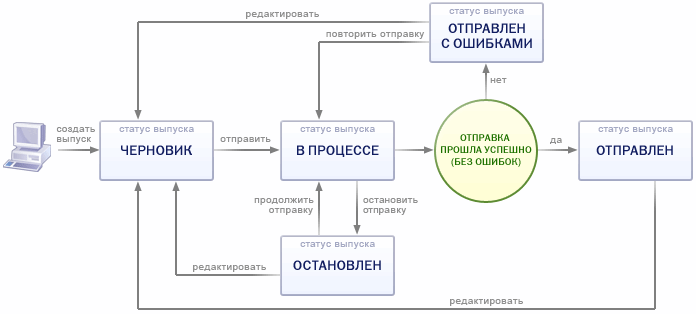 редактировать
статус выпуска
ОТПРАВЛЕН
С ОШИБКАМИ
повторить отправку
нет
создать
выпуск
статус выпуска
ЧЕРНОВИК
отправить
статус выпуска
В ПРОЦЕССЕ
ОТПРАВКА
ПРОШЛА УСПЕШНО
(БЕЗ ОШИБОК)
да
статус выпуска
ОТПРАВЛЕН
продолжить
отправку
остановить
отправку
статус выпуска
ОСТАНОВЛЕН
редактировать
редактировать